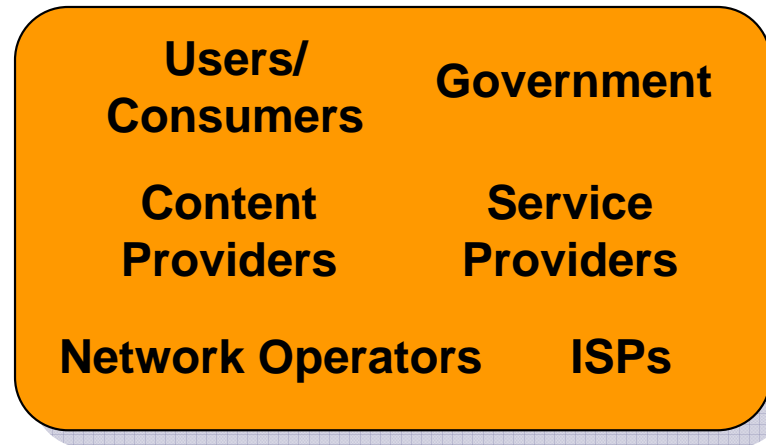 Users/
Consumers
Government
Content
Providers
Service
Providers
Network Operators
ISPs